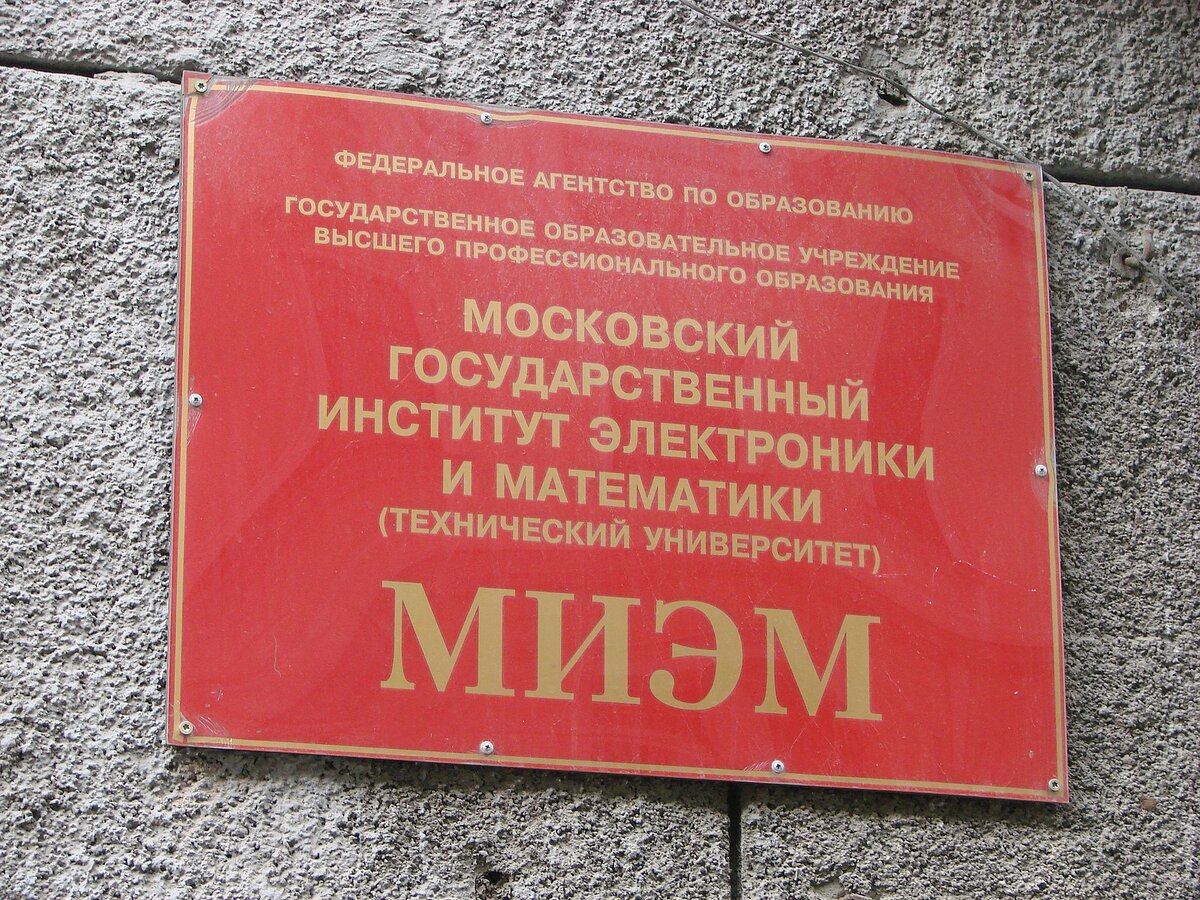 ФЕДЕРАЛЬНОЕ АГЕНТСТВО ПО ОБРАЗОВАНИЮ
ГОСУДАРСТВЕННОЕ ОБРАЗОВАТЕЛЬНОЕ УЧРЕЖДЕНИЕ
ВЫСШЕГО ПРОФЕССИОНАЛЬНОГО ОБРАЗОВАНИЯ
МОСКОВСКИЙ
ГОСУДАРСТВЕННЫЙ
ИНСТИТУТ ЭЛЕКТРОНИКИ
И МАТЕМАТИКИ
(ТЕХНИЧЕСКИЙ УНИВЕРСИТЕТ)
МИЭМ